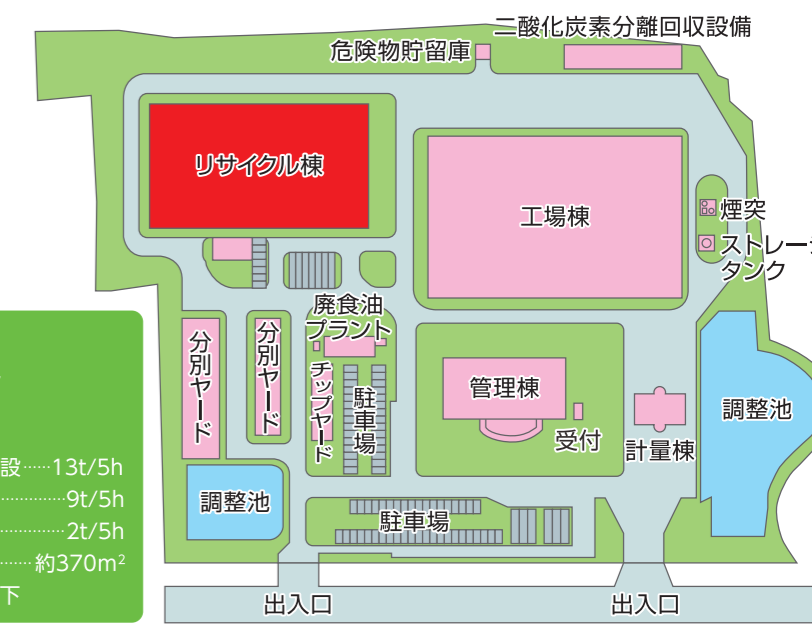 二酸化炭素分離回収設備
危険物貯留庫
リサイクル棟
工場棟
煙突
ストレー
タンク
廃食油
プラント
分別ヤード
分別ヤード
チップヤード
駐車場
管理棟
受付
計量棟
調整池
調整池
駐車場
出入口
出入口
設……13t/5h
……9t/5h
……2t/5h
……約370m²
下